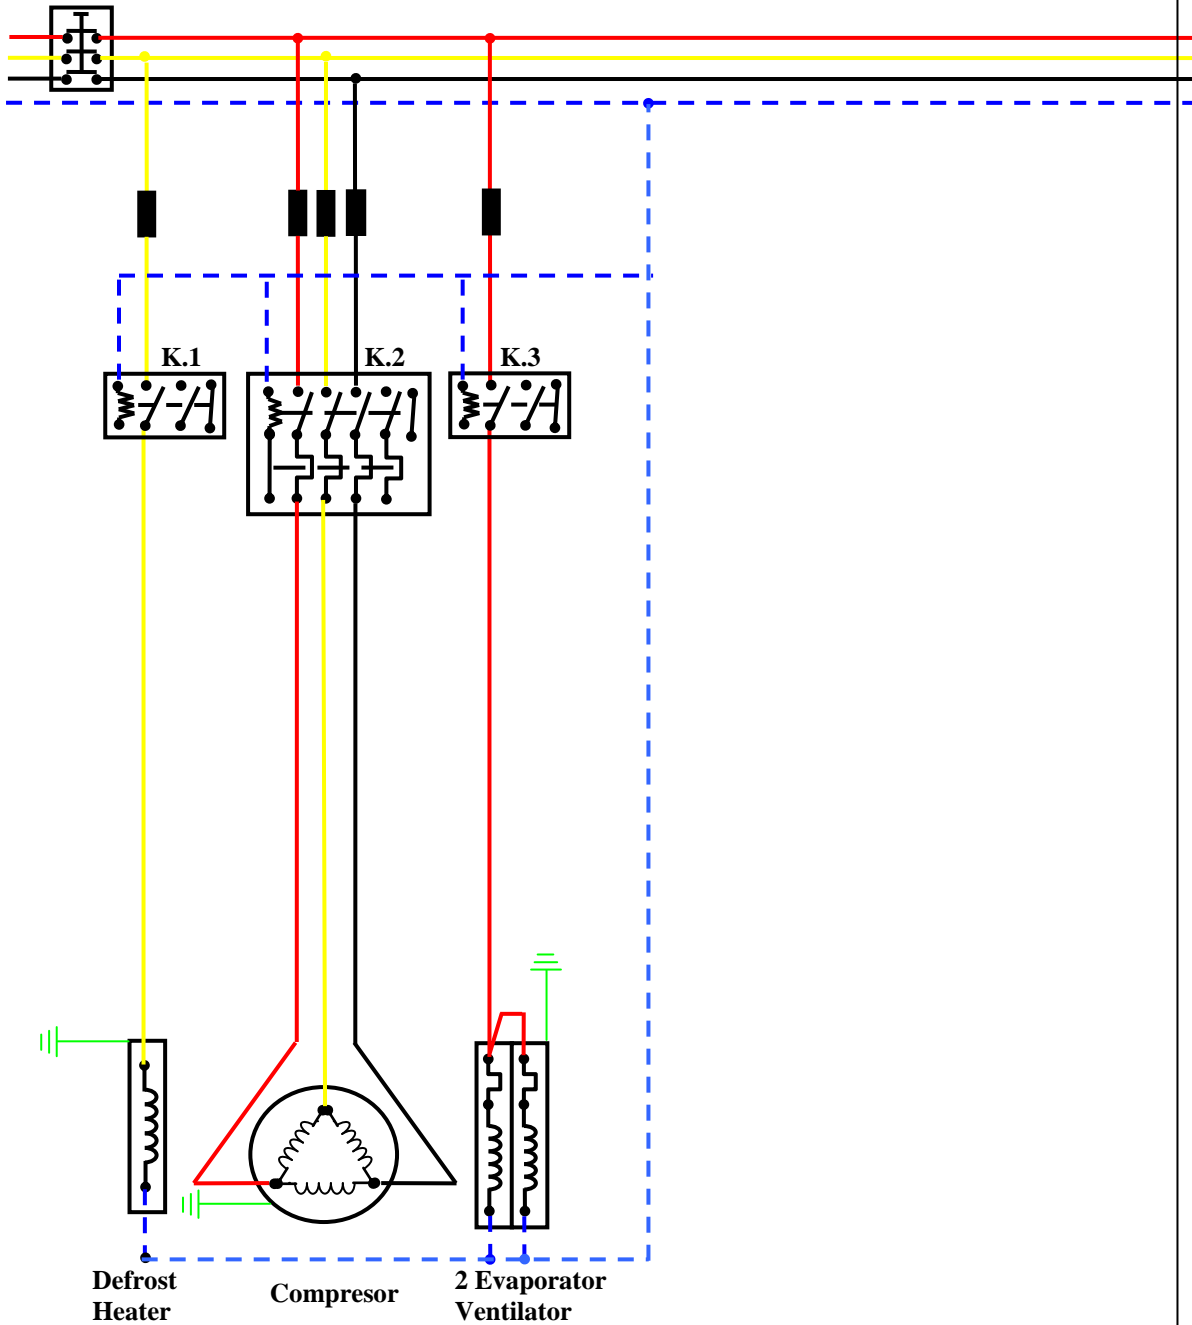 K.1
K.2
K.3
Defrost
Heater
Compresor
2 Evaporator
Ventilator